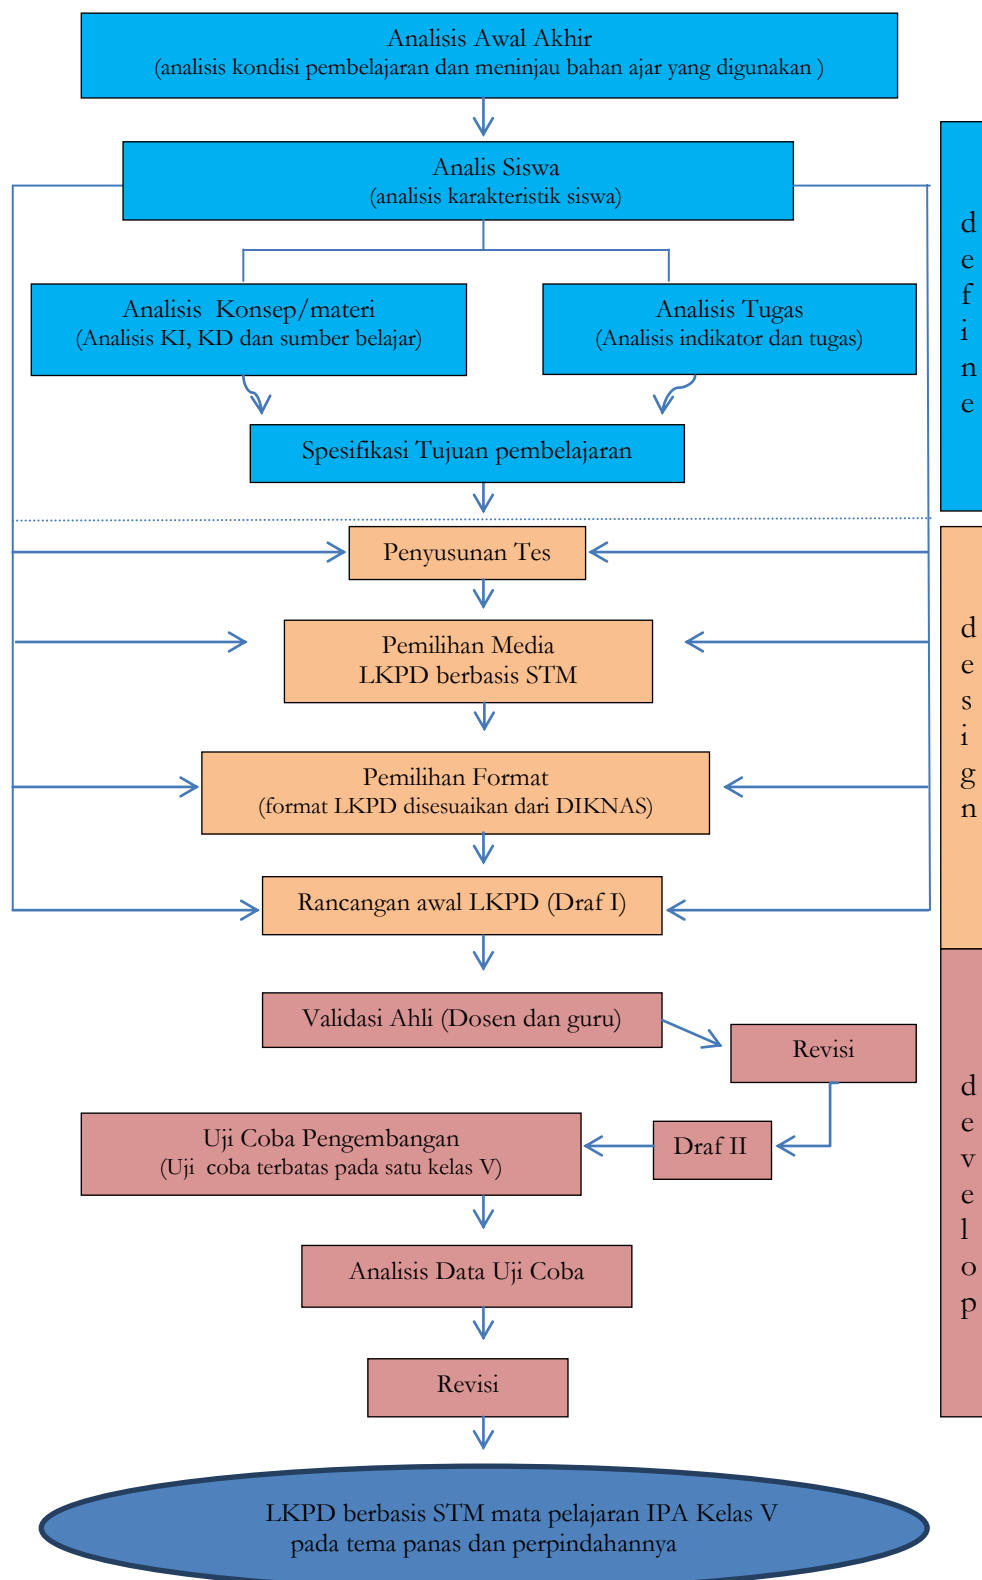 Analisis Awal Akhir
(analisis kondisi pembelajaran dan meninjau bahan ajar yang digunakan )
Analis Siswa
(analisis karakteristik siswa)
Analisis  Konsep/materi
(Analisis KI, KD dan sumber belajar)
Analisis Tugas
(Analisis indikator dan tugas)
Spesifikasi Tujuan pembelajaran
define
Penyusunan Tes
Pemilihan Media
LKPD berbasis STM
Pemilihan Format
(format LKPD disesuaikan dari DIKNAS)
Rancangan awal LKPD (Draf I)
design
Validasi Ahli (Dosen dan guru)
Revisi
Draf II
Uji Coba Pengembangan
(Uji  coba terbatas pada satu kelas V)
Analisis Data Uji Coba
Revisi
develop
LKPD berbasis STM mata pelajaran IPA Kelas V
pada tema panas dan perpindahannya